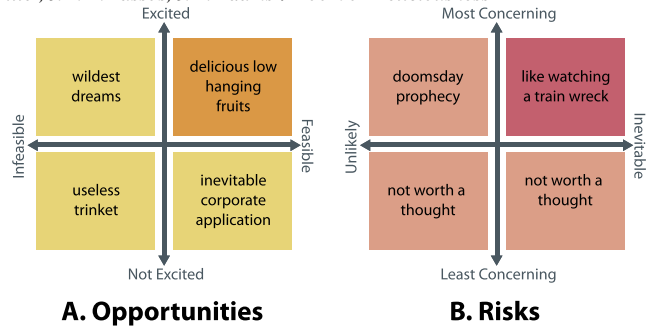 Excited
wildest
dreams
delicious low
hanging
fruits
Infeasible
Feasible
useless
trinket
inevitable
corporate
application
Not Excited
A. Opportunities
Most Concerning
doomsday
prophecy
like watching
a train wreck
Unlikely
Inevitable
not worth a
thought
not worth a
thought
Least Concerning
B. Risks